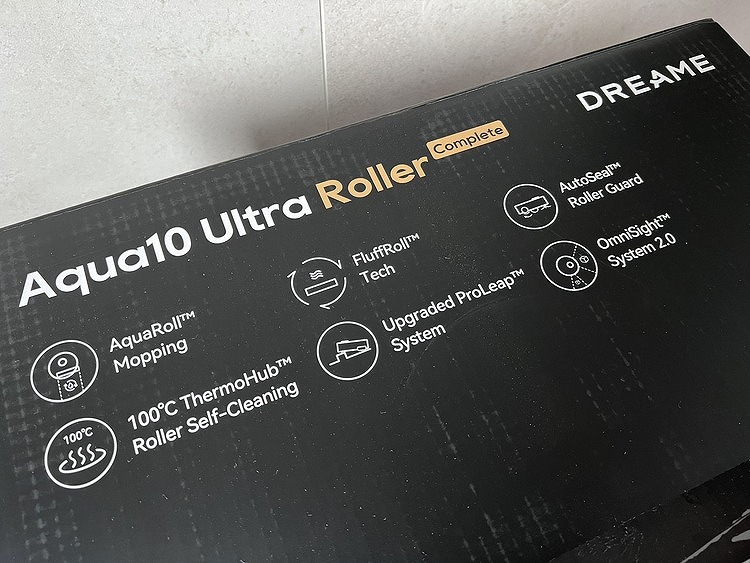 DREAME
Aqua10 Ultra Roller Complete
AquaRoll™
Mopping
FluffRoll™
Tech
AutoSeal™
Roller Guard
100°C
100°C ThermoHub™
Roller Self-Cleaning
Upgraded ProLeap™
System
OmniSight™
System 2.0